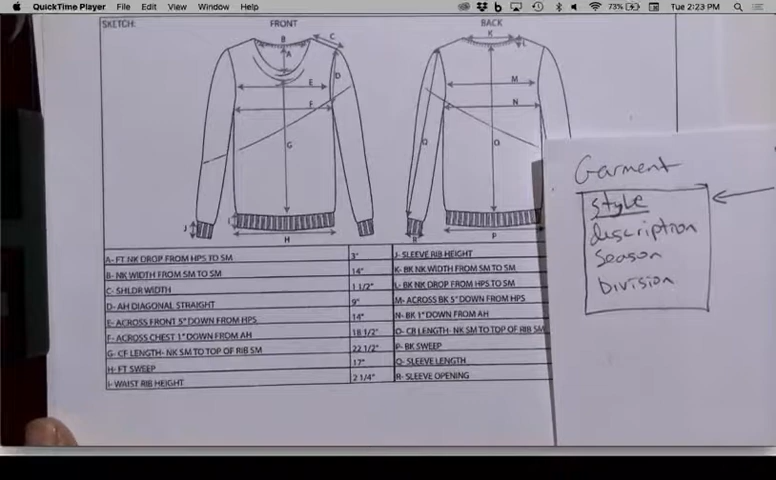 QuickTime Player File Edit View Window Help 73% Tue 2:23 PM
SKETCH: FRONT BACK
B C K L
A
E D M
F N
G Q O
J I
H R P
A- FT NK DROP FROM HPS TO SM 3"
B- NK WIDTH FROM SM TO SM 14"
C- SHLDR WIDTH 1 1/2"
D- AH DIAGONAL STRAIGHT 9"
E- ACROSS FRONT 5" DOWN FROM HPS 14"
F- ACROSS CHEST 1" DOWN FROM AH 18 1/2"
G- CF LENGTH- NK SM TO TOP OF RIB SM 22 1/2"
H- FT SWEEP 17"
I- WAIST RIB HEIGHT 2 1/4"
J- SLEEVE RIB HEIGHT
K- BK NK WIDTH FROM SM TO SM
L- BK NK DROP FROM HPS TO SM
M- ACROSS BK 5" DOWN FROM HPS
N- BK 1" DOWN FROM AH
O- CB LENGTH- NK SM TO TOP OF RIB SM
P- BK SWEEP
Q- SLEEVE LENGTH
R- SLEEVE OPENING
Garment
style
description
Season
Division